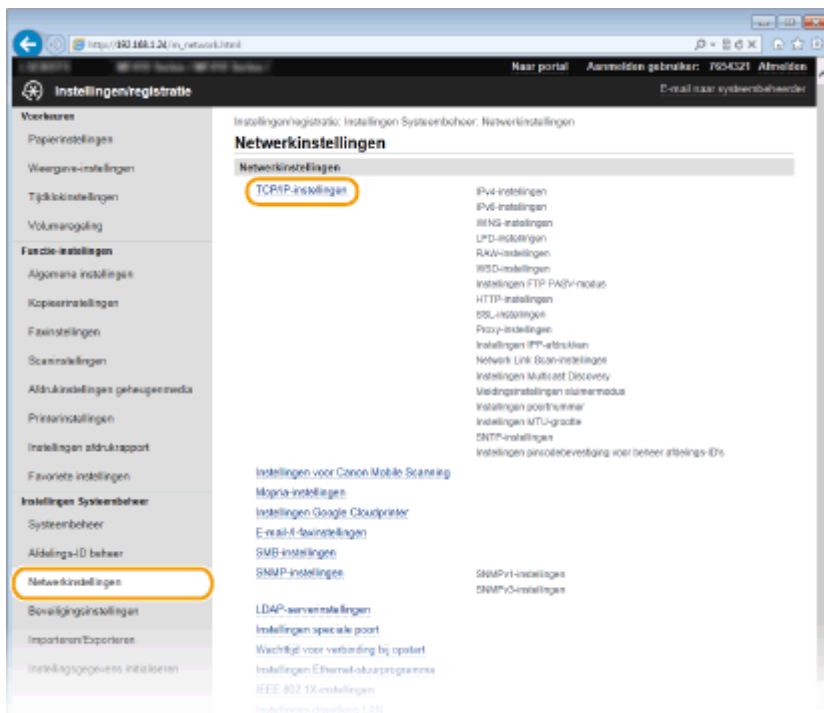 http://192.168.1.24/m_network.html
Naar portal Aanmelden gebruiker: 7654321 Afmelden
Instellingen/registratie
E-mail naar systeembeheerder
Voorkeuren
Papierinstellingen
Weergave-instellingen
Tijdklokinstellingen
Volumeregeling
Functie-instellingen
Algemene instellingen
Kopieerinstellingen
Faxinstellingen
Scaninstellingen
Afdrukinstellingen geheugenmedia
Printerinstellingen
Instellingen afdrukrapport
Favoriete instellingen
Instellingen Systeembeheer
Systeembeheer
Afdelings-ID beheer
Netwerkinstellingen
Beveiligingsinstellingen
Importeren/Exporteren
Instellingsgegevens initialiseren
Instellingen/registratie: Instellingen Systeembeheer: Netwerkinstellingen
Netwerkinstellingen
Netwerkinstellingen
TCP/IP-instellingen
IPv4-instellingen
IPv6-instellingen
WINS-instellingen
LPD-instellingen
RAW-instellingen
WSD-instellingen
Instellingen FTP PASV-modus
HTTP-instellingen
SSL-instellingen
Proxy-instellingen
Instellingen IPP-afdrukken
Network Link Scan-instellingen
Instellingen Multicast Discovery
Meldingsinstellingen sluimermodus
Instellingen poortnummer
Instellingen MTU-grootte
SNTP-instellingen
Instellingen pincodebevestiging voor beheer afdelings-ID's
Instellingen voor Canon Mobile Scanning
Mopria-instellingen
Instellingen Google Cloudprinter
E-mail-/I-faxinstellingen
SMB-instellingen
SNMP-instellingen
SNMPv1-instellingen
SNMPv3-instellingen
LDAP-serverinstellingen
Instellingen speciale poort
Wachttijd voor verbinding bij opstart
Instellingen Ethernet-stuurprogramma
IEEE 802.1X-instellingen
Instellingen draadloos LAN